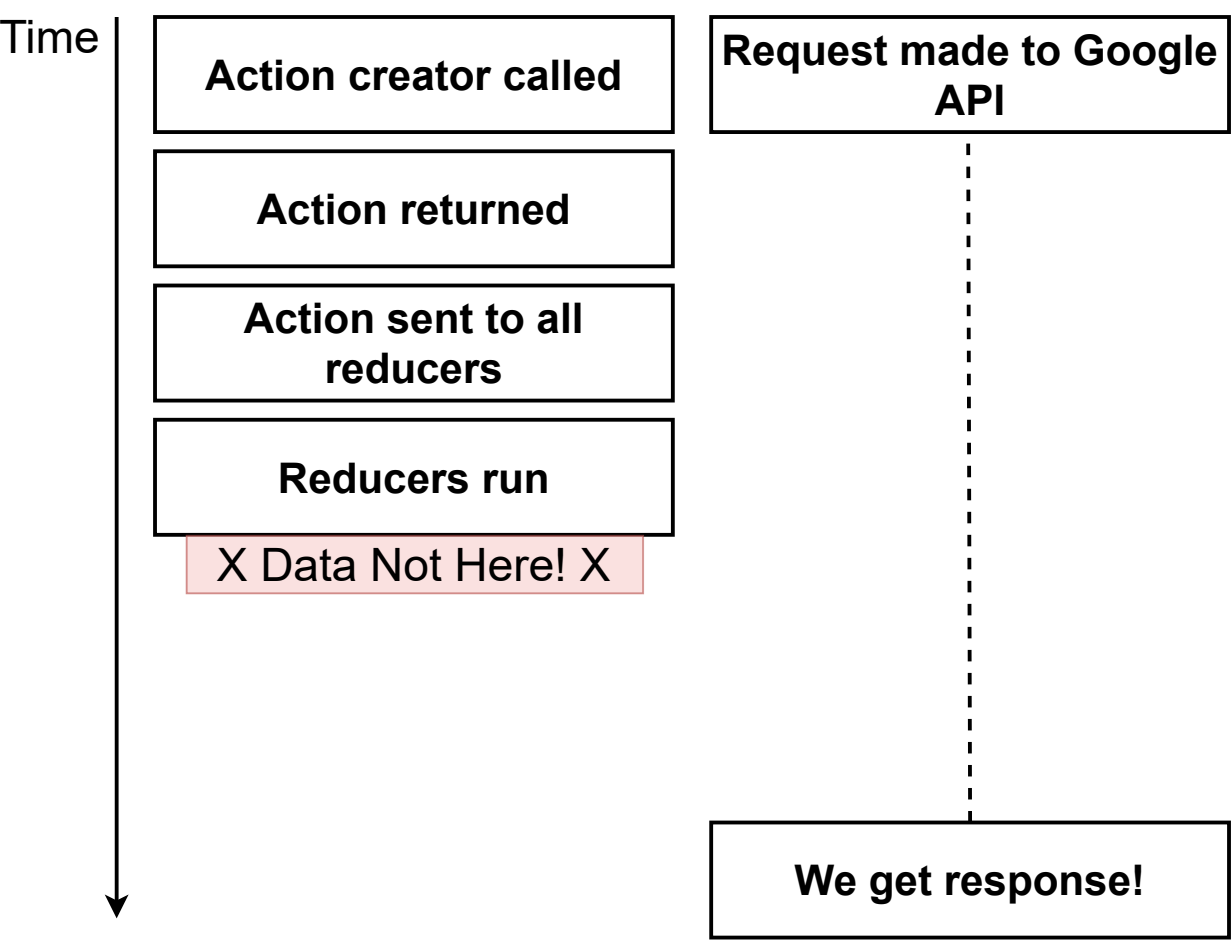 Time
Action creator called
Request made to Google
API
Action returned
Action sent to all
reducers
Reducers run
X Data Not Here! X
We get response!